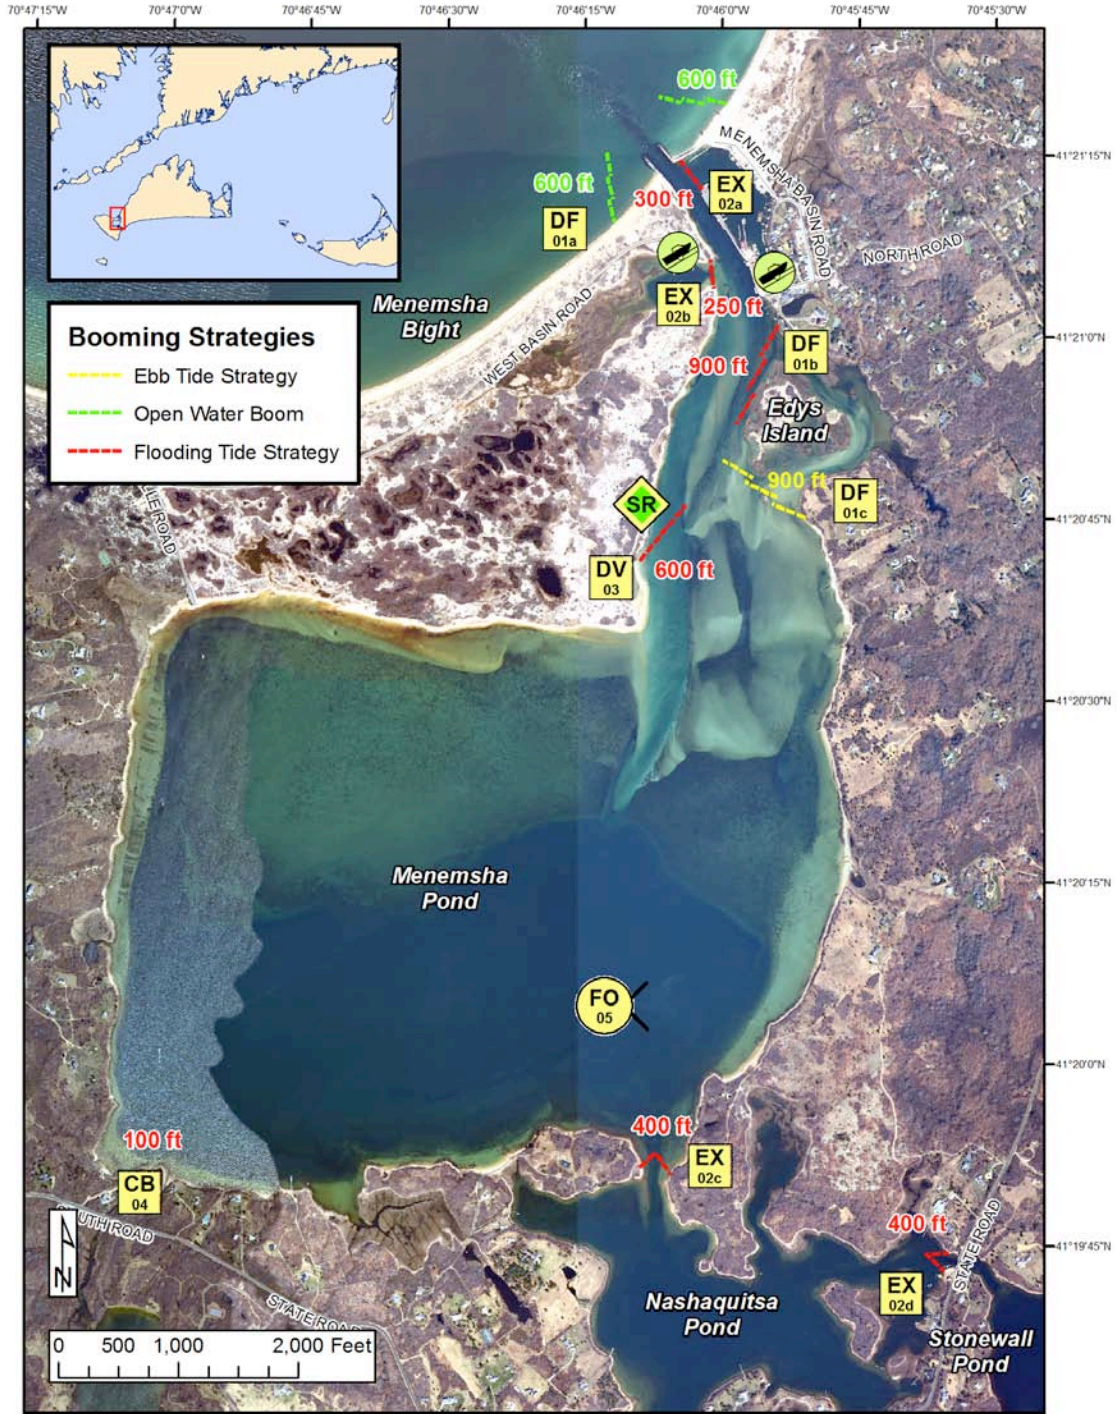 70°47'15"W
70°47'0"W
70°46'45"W
70°46'30"W
70°46'15"W
70°46'0"W
70°45'45"W
70°45'30"W
600 ft
MENEMSHA BASIN ROAD
41°21'15"N
600 ft
300 ft
EX
02a
DF
01a
NORTH ROAD
Menemsha
Bight
EX
02b
250 ft
WEST BASIN ROAD
41°21'0"N
Booming Strategies
Ebb Tide Strategy
Open Water Boom
Flooding Tide Strategy
900 ft
DF
01b
Edys
Island
900 ft
DF
01c
SR
41°20'45"N
ROAD
DV
03
600 ft
41°20'30"N
Menemsha
Pond
41°20'15"N
FO
05
41°20'0"N
100 ft
400 ft
EX
02c
CB
04
400 ft
UTH ROAD
STATE ROAD
41°19'45"N
N
STATE ROA
EX
02d
Nashaquitsa
Pond
Stonewall
Pond
0 500 1,000 2,000 Feet